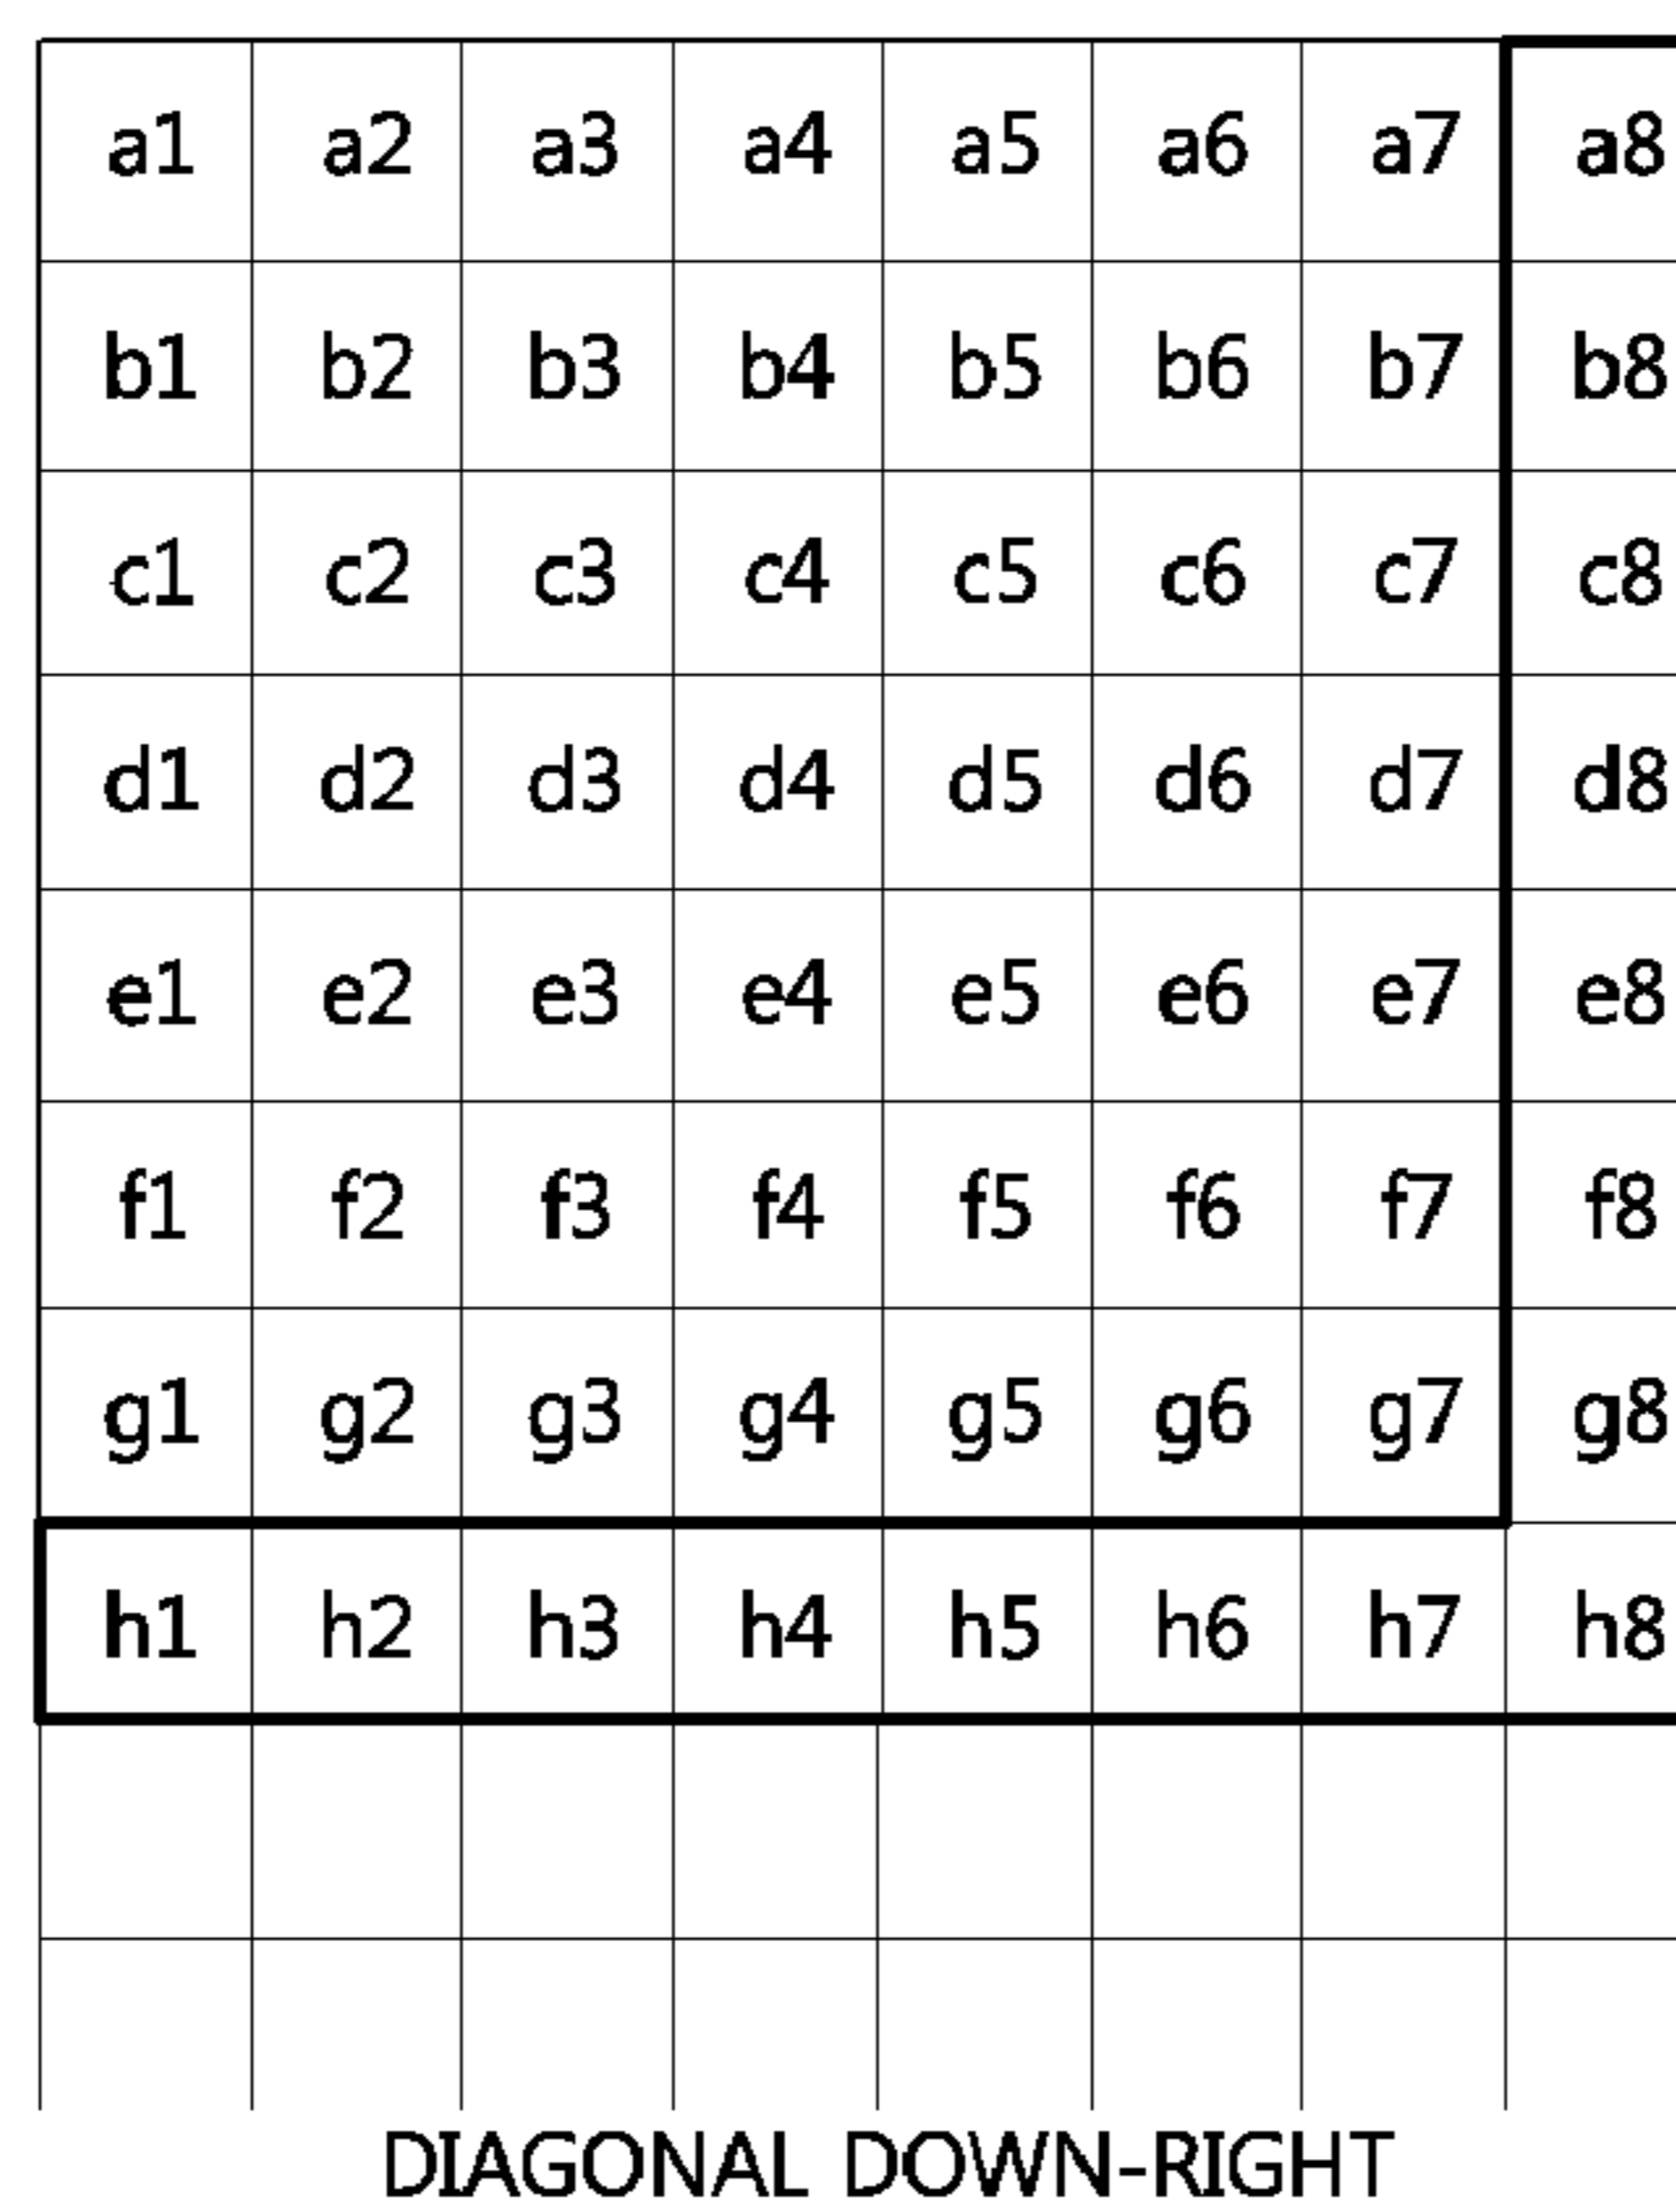 a1 a2 a3 a4 a5 a6 a7 a8
b1 b2 b3 b4 b5 b6 b7 b8
c1 c2 c3 c4 c5 c6 c7 c8
d1 d2 d3 d4 d5 d6 d7 d8
e1 e2 e3 e4 e5 e6 e7 e8
f1 f2 f3 f4 f5 f6 f7 f8
g1 g2 g3 g4 g5 g6 g7 g8
h1 h2 h3 h4 h5 h6 h7 h8
DIAGONAL DOWN-RIGHT